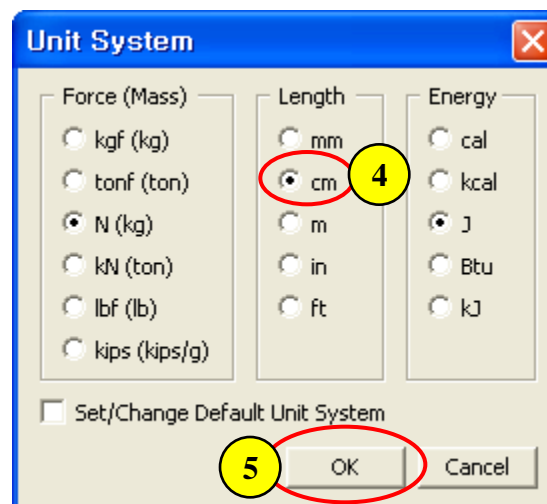 Unit System
Force (Mass)
kgf (kg)
tonf (ton)
N (kg)
kN (ton)
lbf (lb)
kips (kips/g)
Length
mm
cm
4
m
in
ft
Energy
cal
kcal
J
Btu
kJ
Set/Change Default Unit System
5
OK
Cancel